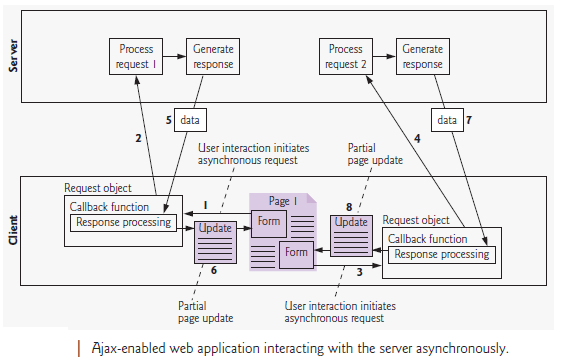 Server
Process
request 1
Generate
response
Process
request 2
Generate
response
5
data
data
7
2
4
User interaction initiates
asynchronous request
Partial
page update
Client
Request object
Callback function
Response processing
1
Update
6
Page 1
Form
Form
8
Update
3
Request object
Callback function
Response processing
Partial
page update
User interaction initiates
asynchronous request
Ajax-enabled web application interacting with the server asynchronously.